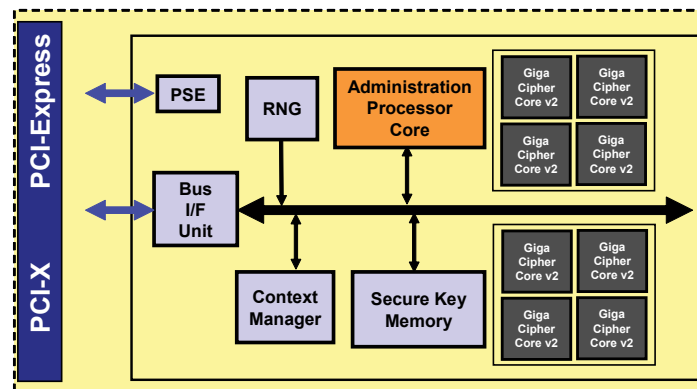 PCI-Express
PCI-X
PSE
RNG
Administration
Processor
Core
Bus
I/F
Unit
Context
Manager
Secure Key
Memory
Giga
Cipher
Core v2
Giga
Cipher
Core v2
Giga
Cipher
Core v2
Giga
Cipher
Core v2
Giga
Cipher
Core v2
Giga
Cipher
Core v2
Giga
Cipher
Core v2
Giga
Cipher
Core v2